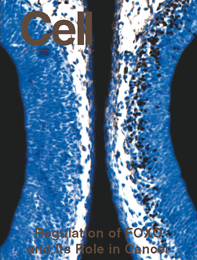 Cell
Regulation of FOXO
and Its Role in Cancer